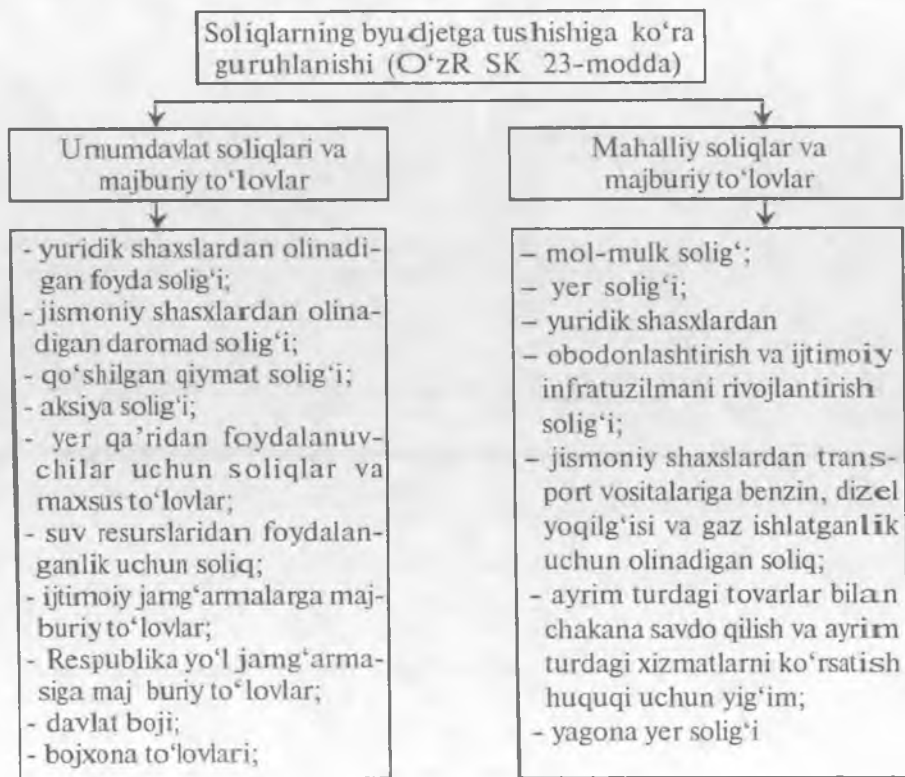 Soliqlarning byudjetga tushishiga ko‘ra
guruhlanishi (O‘zR SK 23-modda)
Umumdavlat soliqlari va
majburiy to‘lovlar
- yuridik shaxslardan olinadi-
gan foyda solig‘i;
- jismoniy shasxlardan olina-
digan daromad solig‘i;
- qo‘shilgan qiymat solig‘i;
- aksiya solig‘i;
- yer qa’ridan foydalanuv-
chilar uchun soliqlar va
maxsus to‘lovlar;
- suv resurslaridan foydalan-
ganlik uchun soliq;
- ijtimoiy jamg‘armalarga maj-
buriy to‘lovlar;
- Respublika yo‘l jamg‘arma-
siga maj buriy to‘lovlar;
- davlat boji;
- bojxona to‘lovlari;
Mahalliy soliqlar va
majburiy to‘lovlar
– mol-mulk solig‘;
– yer solig‘i;
– yuridik shasxlardan
– obodonlashtirish va ijtimoiy
infratuzilmani rivojlantirish
solig‘i;
– jismoniy shaxslardan trans-
port vositalariga benzin, dizel
yoqilg‘isi va gaz ishlatganlik
uchun olinadigan soliq;
- ayrim turdagi tovarlar bilan
chakana savdo qilish va ayrim
turdagi xizmatlarni ko‘rsatish
huquqi uchun yig‘im;
- yagona yer solig‘i